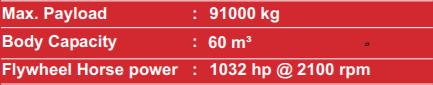 Max. Payload : 91000 kg
Body Capacity : 60 m³
Flywheel Horse power : 1032 hp @ 2100 rpm